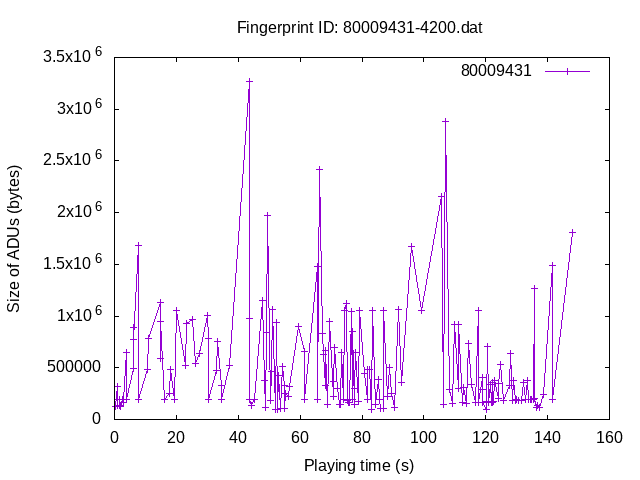 Fingerprint ID: 80009431-4200.dat
3.5x10^6
80009431
3x10^6
2.5x10^6
2x10^6
1.5x10^6
1x10^6
500000
0
Size of ADUs (bytes)
0 20 40 60 80 100 120 140 160
Playing time (s)